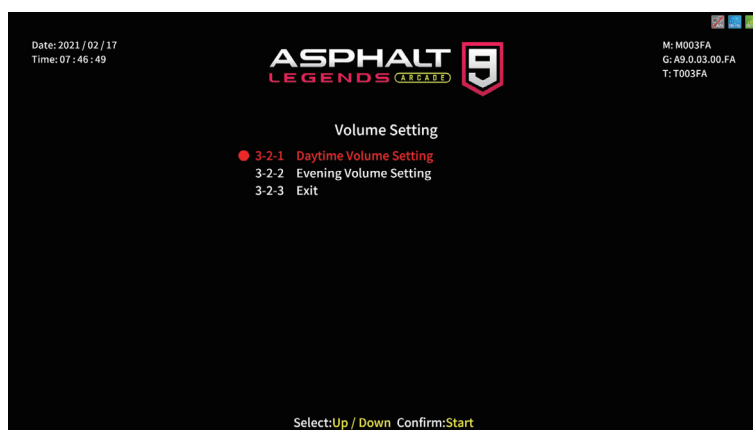 Date: 2021 / 02 / 17
Time: 07 : 46 : 49
ASPHALT 9
LEGENDS ARCADE
M: M003FA
G: A9.0.03.00.FA
T: T003FA
Volume Setting
3-2-1 Daytime Volume Setting
3-2-2 Evening Volume Setting
3-2-3 Exit
Select:Up / Down Confirm:Start